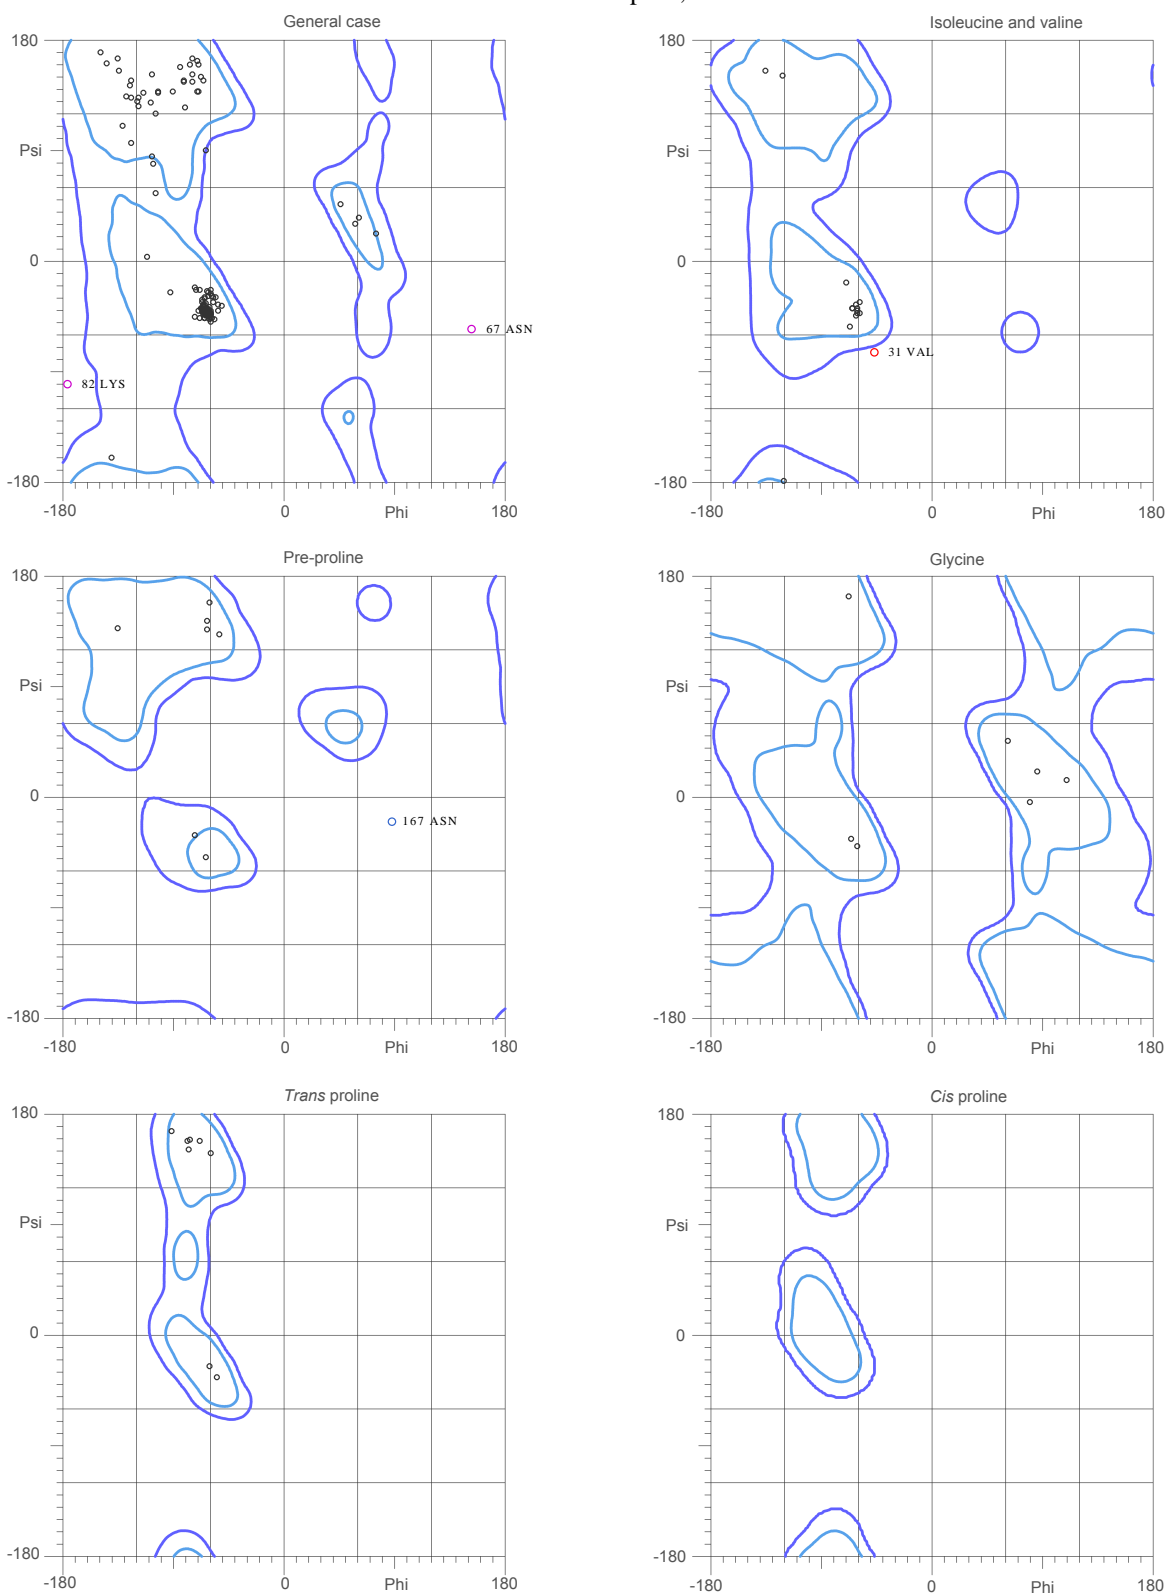 General case
Isoleucine and valine
180
Psi
0
-180
-180
0
Phi
180
67 ASN
82 LYS
180
Psi
0
-180
-180
0
Phi
180
31 VAL
Pre-proline
Glycine
180
Psi
0
-180
-180
0
Phi
180
167 ASN
180
Psi
0
-180
-180
0
Phi
180
Trans proline
Cis proline
180
Psi
0
-180
-180
0
Phi
180
180
Psi
0
-180
-180
0
Phi
180